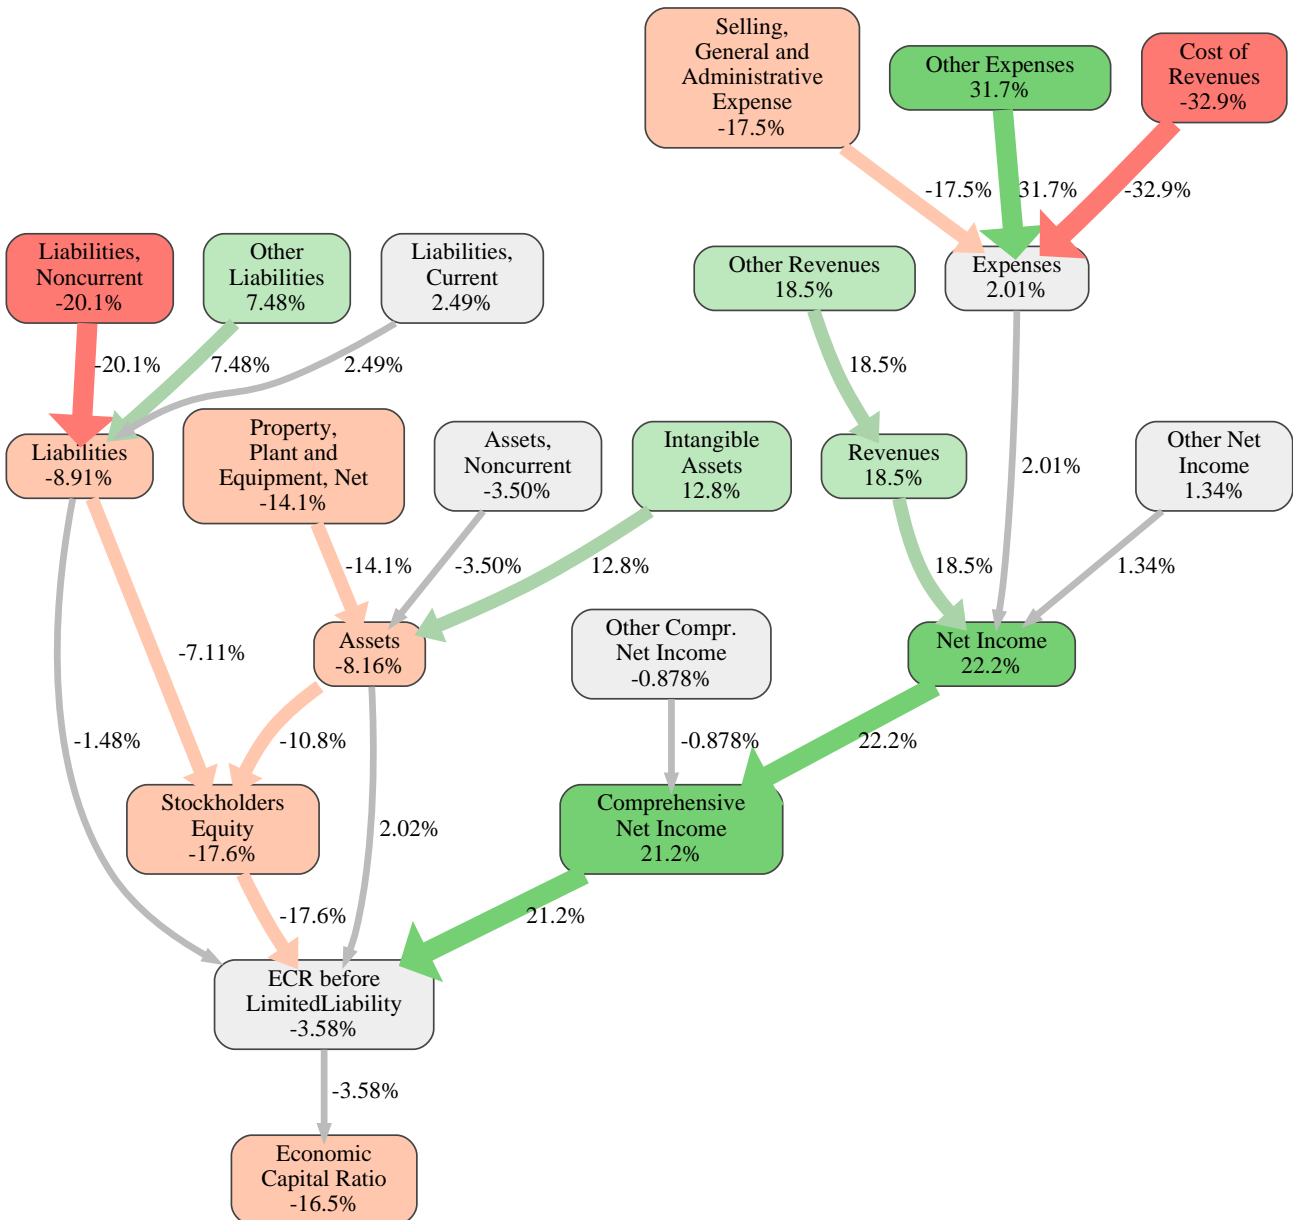 Selling,
General and
Administrative
Expense
-17.5%
Other Expenses
31.7%
Cost of
Revenues
-32.9%
-17.5%
31.7%
-32.9%
Liabilities,
Noncurrent
-20.1%
Other
Liabilities
7.48%
Liabilities,
Current
2.49%
Other Revenues
18.5%
Expenses
2.01%
-20.1%
7.48%
2.49%
18.5%
Liabilities
-8.91%
Property,
Plant and
Equipment, Net
-14.1%
Assets,
Noncurrent
-3.50%
Intangible
Assets
12.8%
Revenues
18.5%
2.01%
Other Net
Income
1.34%
-14.1%
-3.50%
12.8%
18.5%
1.34%
-7.11%
Assets
-8.16%
Other Compr.
Net Income
-0.878%
Net Income
22.2%
-1.48%
-10.8%
-0.878%
22.2%
Stockholders
Equity
-17.6%
2.02%
Comprehensive
Net Income
21.2%
-17.6%
21.2%
ECR before
LimitedLiability
-3.58%
-3.58%
Economic
Capital Ratio
-16.5%